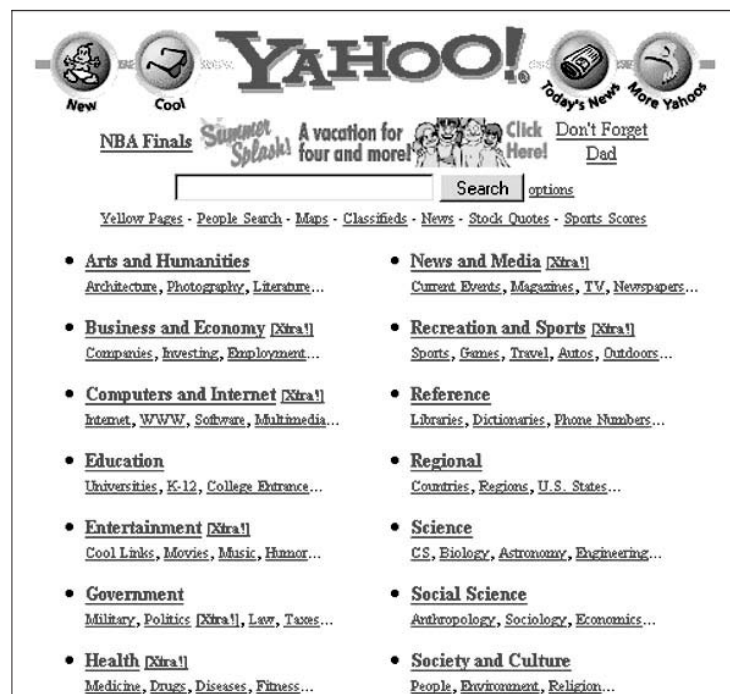 YAHOO!
New
Cool
Today's News
More Yahoos
NBA Finals
Summer Splash!
A vacation for four and more!
Click Here!
Don't Forget Dad
Search options
Yellow Pages - People Search - Maps - Classifieds - News - Stock Quotes - Sports Scores
• Arts and Humanities
Architecture, Photography, Literature...
• Business and Economy [Xtra!]
Companies, Investing, Employment...
• Computers and Internet [Xtra!]
Internet, WWW, Software, Multimedia...
• Education
Universities, K-12, College Entrance...
• Entertainment [Xtra!]
Cool Links, Movies, Music, Humor...
• Government
Military, Politics [Xtra!], Law, Taxes...
• Health [Xtra!]
Medicine, Drugs, Diseases, Fitness...
• News and Media [Xtra!]
Current Events, Magazines, TV, Newspapers...
• Recreation and Sports [Xtra!]
Sports, Games, Travel, Autos, Outdoors...
• Reference
Libraries, Dictionaries, Phone Numbers...
• Regional
Countries, Regions, U.S. States...
• Science
CS, Biology, Astronomy, Engineering...
• Social Science
Anthropology, Sociology, Economics...
• Society and Culture
People, Environment, Religion...